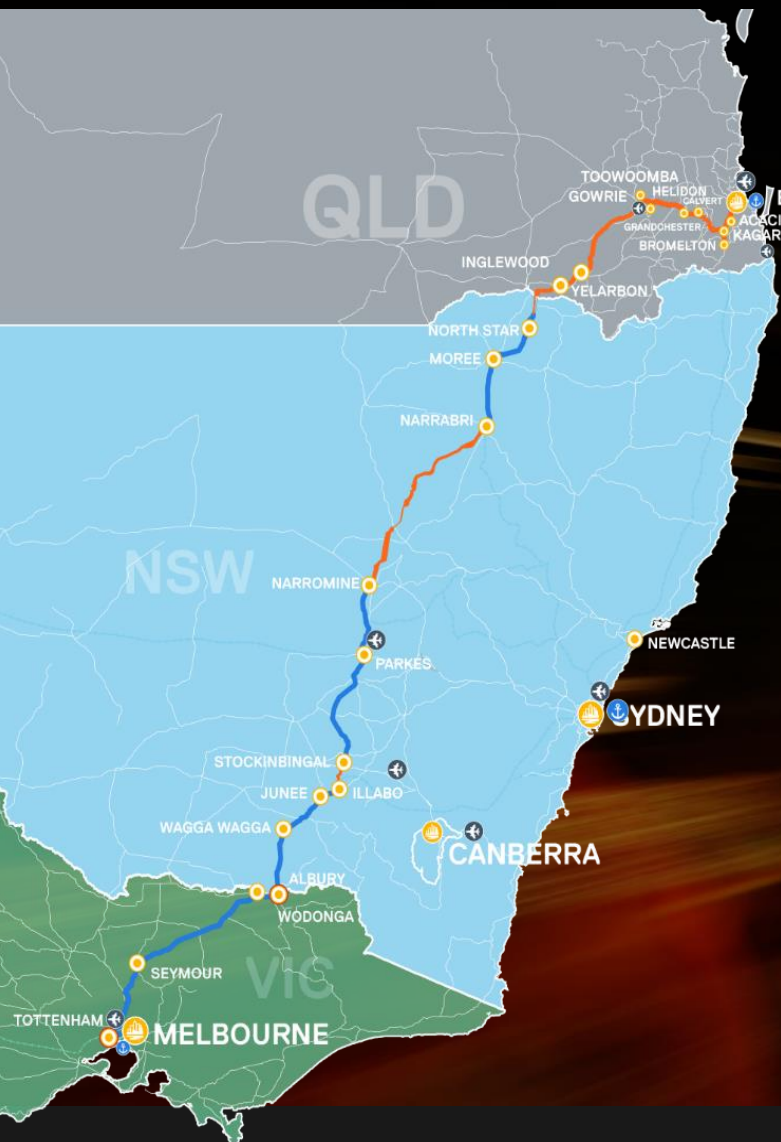 TOOWOOMBA
GOWRIE
HELIDON
CALVERT
QLD
GRANDCHESTER
BROMELTON
INGLEWOOD
YELARBON
NORTH STAR
MOREE
NARRABRI
NSW
NARROMINE
NEWCASTLE
PARKES
SYDNEY
STOCKINBINGAL
JUNEE
ILLABO
WAGGA WAGGA
CANBERRA
ALBURY
WODONGA
SEYMOUR
VIC
TOTTENHAM
MELBOURNE